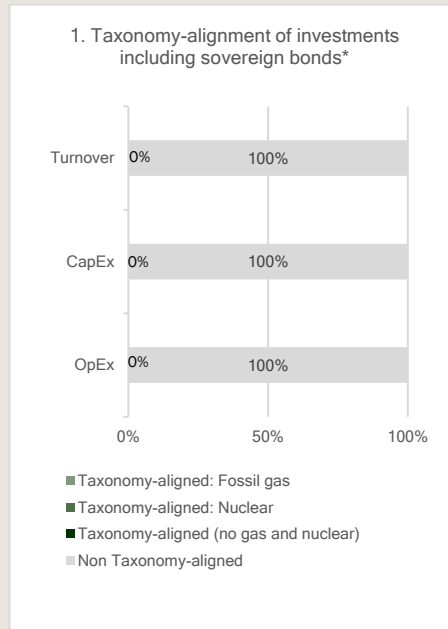 1. Taxonomy-alignment of investments
including sovereign bonds*
Turnover 0% 100%
CapEx 0% 100%
OpEx 0% 100%
0% 50% 100%
Taxonomy-aligned: Fossil gas
Taxonomy-aligned: Nuclear
Taxonomy-aligned (no gas and nuclear)
Non Taxonomy-aligned